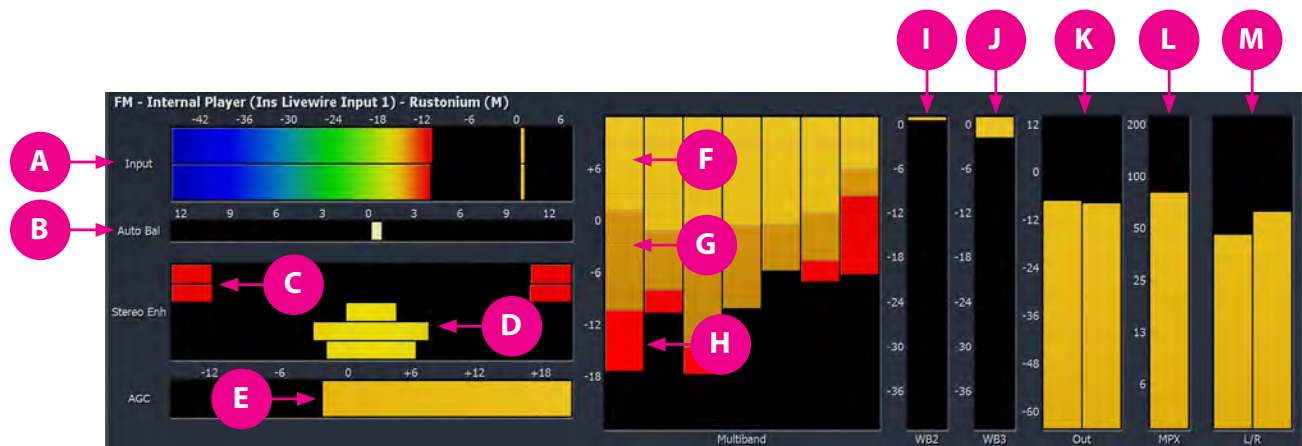 I J K L M
FM - Internal Player (Ins Livewire Input 1) - Rustonium (M)
-42 -36 -30 -24 -18 -12 -6 0 6
A
Input
12 9 6 3 0 3 6 9 12
B
Auto Bal
C
Stereo Enh
D
-12 -6 0 +6 +12 +18
E
AGC
F
G
H
+6
0
-6
-12
-18
Multiband
0
-6
-12
-18
-24
-30
-36
WB2
0
-6
-12
-18
-24
-30
-36
WB3
12
0
-12
-24
-36
-48
-60
Out
200
100
50
25
13
6
MPX
L/R